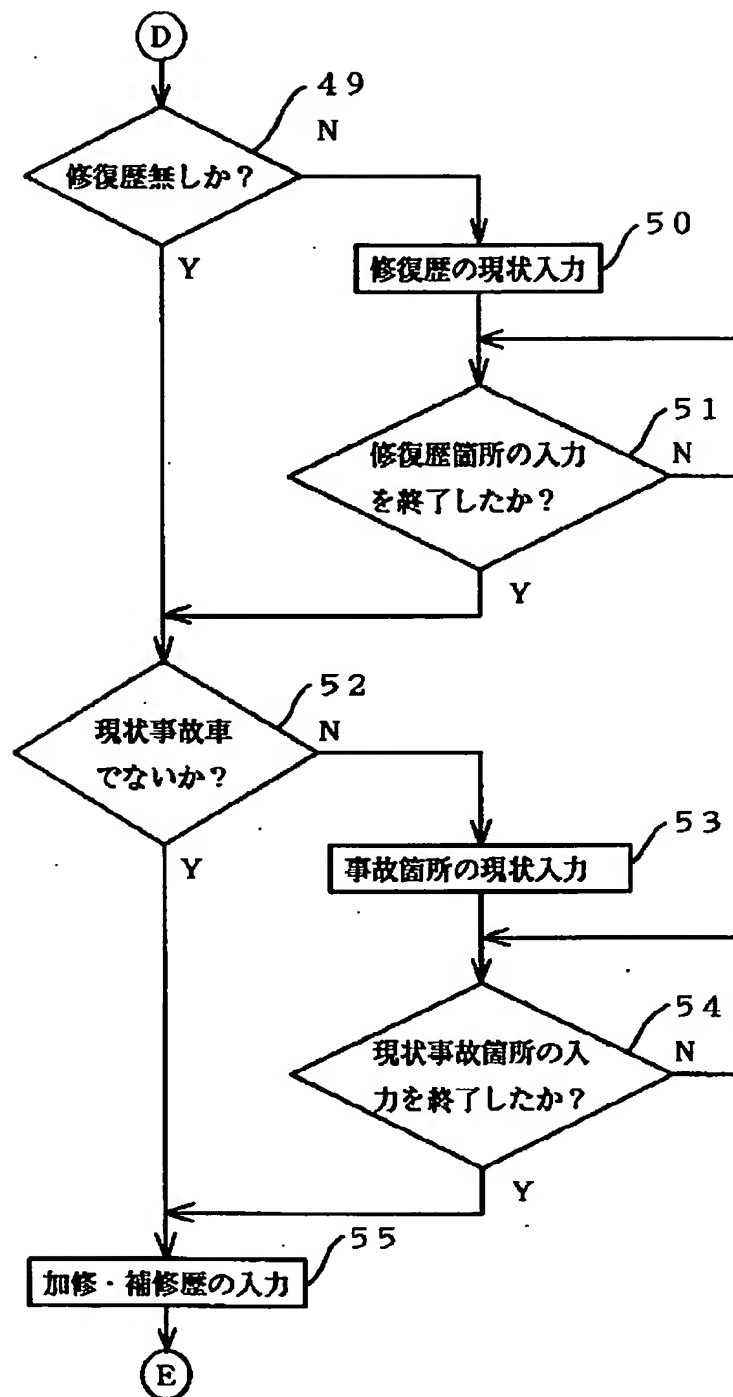 D
49
N
修復歴無しか？
50
Y
修復歴の現状入力
51
修復歴箇所の入力
N
を終了したか？
Y
52
現状事故車
N
でないか？
53
Y
事故箇所の現状入力
54
現状事故箇所の入
N
力を終了したか？
Y
55
加修・補修歴の入力
E